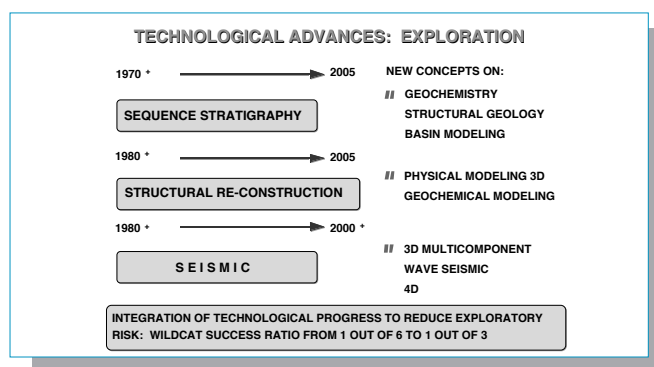 TECHNOLOGICAL ADVANCES: EXPLORATION
1970 + 2005
SEQUENCE STRATIGRAPHY
1980 + 2005
STRUCTURAL RE-CONSTRUCTION
1980 + 2000 +
SEISMIC
NEW CONCEPTS ON:
GEOCHEMISTRY
STRUCTURAL GEOLOGY
BASIN MODELING
PHYSICAL MODELING 3D
GEOCHEMICAL MODELING
3D MULTICOMPONENT
WAVE SEISMIC
4D
INTEGRATION OF TECHNOLOGICAL PROGRESS TO REDUCE EXPLORATORY
RISK: WILDCAT SUCCESS RATIO FROM 1 OUT OF 6 TO 1 OUT OF 3